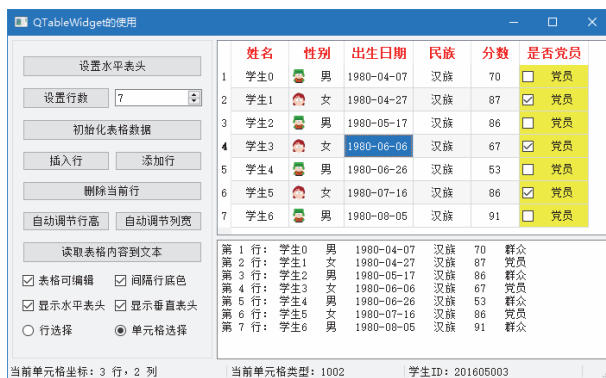 QTableWidget的使用
设置水平表头
设置行数 7
初始化表格数据
插入行 添加行
删除当前行
自动调节行高 自动调节列宽
读取表格内容到文本
表格可编辑 间隔行底色
显示水平表头 显示垂直表头
行选择 单元格选择
姓名 性别 出生日期 民族 分数 是否党员
1 学生0 男 1980-04-07 汉族 70 党员
2 学生1 女 1980-04-27 汉族 87 党员
3 学生2 男 1980-05-17 汉族 86 党员
4 学生3 女 1980-06-06 汉族 67 党员
5 学生4 男 1980-06-26 汉族 53 党员
6 学生5 女 1980-07-16 汉族 86 党员
7 学生6 男 1980-08-05 汉族 91 党员
第 1 行: 学生0 男 1980-04-07 汉族 70 群众
第 2 行: 学生1 女 1980-04-27 汉族 87 党员
第 3 行: 学生2 男 1980-05-17 汉族 86 群众
第 4 行: 学生3 女 1980-06-06 汉族 67 党员
第 5 行: 学生4 男 1980-06-26 汉族 53 群众
第 6 行: 学生5 女 1980-07-16 汉族 86 党员
第 7 行: 学生6 男 1980-08-05 汉族 91 群众
当前单元格坐标: 3 行, 2 列 当前单元格类型: 1002 学生ID: 201605003